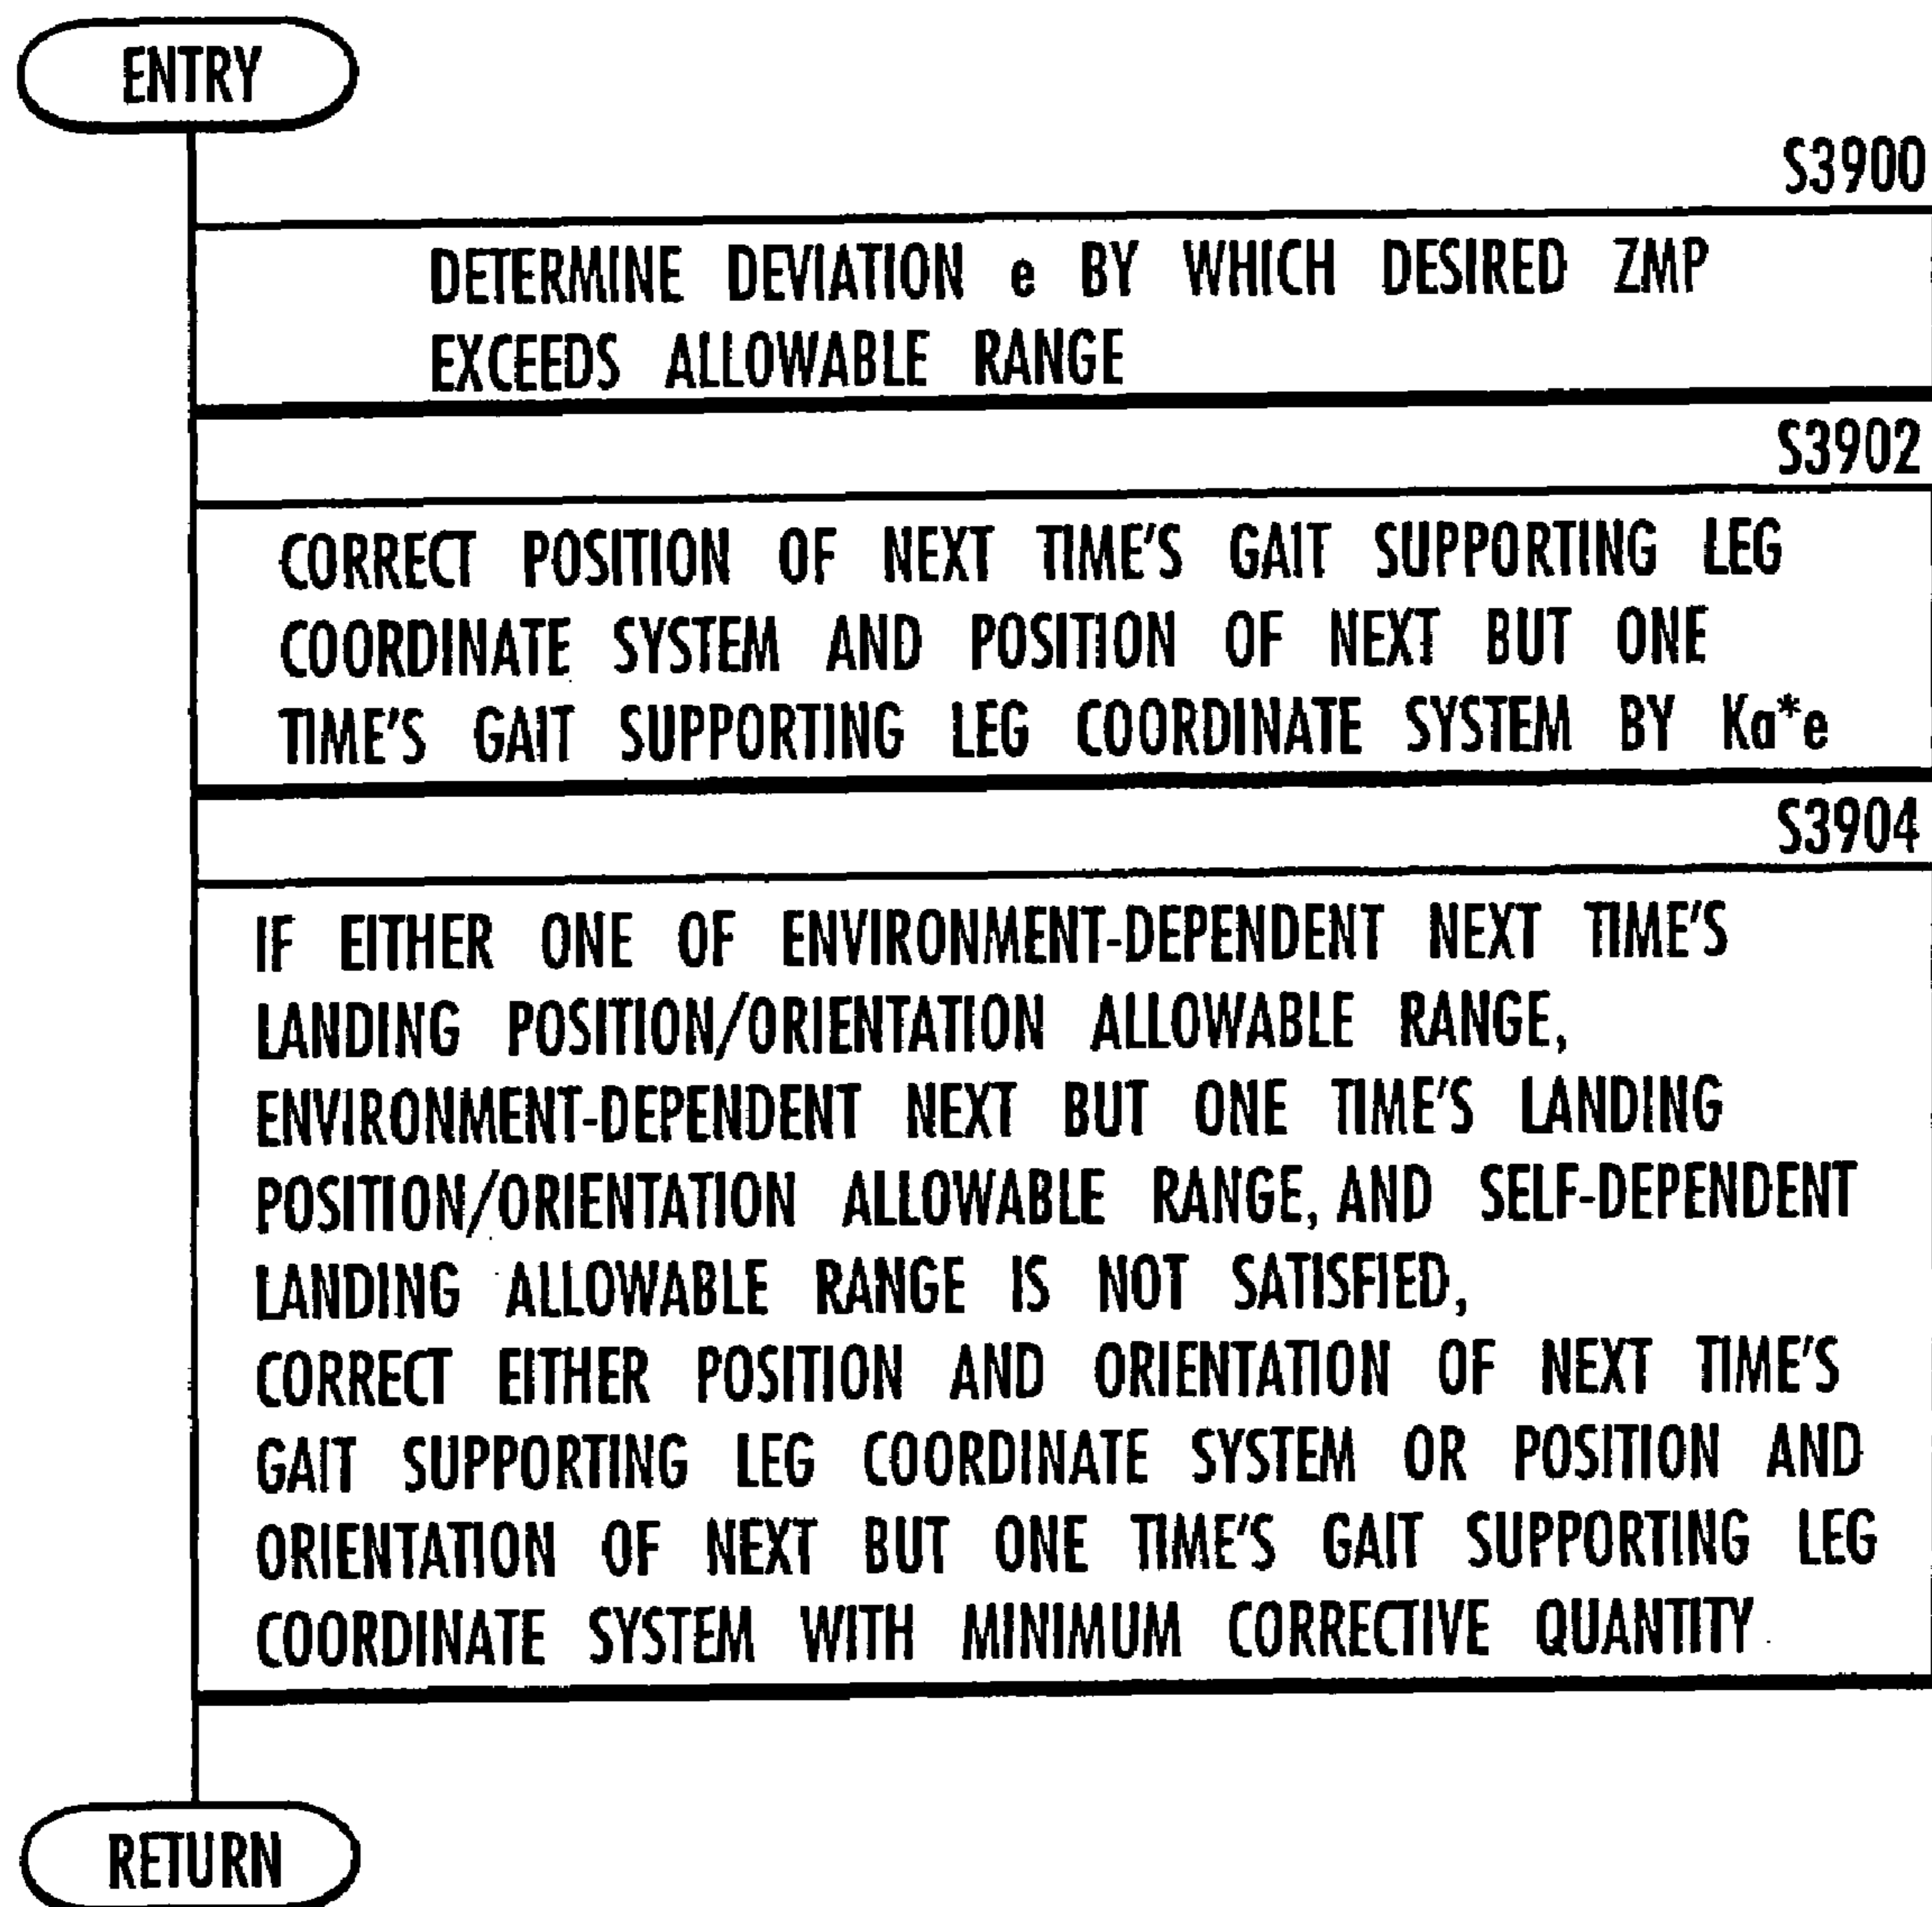 ENTRY
S3900
DETERMINE DEVIATION e BY WHICH DESIRED ZMP
EXCEEDS ALLOWABLE RANGE
S3902
CORRECT POSITION OF NEXT TIME'S GAIT SUPPORTING LEG
COORDINATE SYSTEM AND POSITION OF NEXT BUT ONE
TIME'S GAIT SUPPORTING LEG COORDINATE SYSTEM BY Ka*e
S3904
IF EITHER ONE OF ENVIRONMENT-DEPENDENT NEXT TIME'S
LANDING POSITION/ORIENTATION ALLOWABLE RANGE,
ENVIRONMENT-DEPENDENT NEXT BUT ONE TIME'S LANDING
POSITION/ORIENTATION ALLOWABLE RANGE, AND SELF-DEPENDENT
LANDING ALLOWABLE RANGE IS NOT SATISFIED,
CORRECT EITHER POSITION AND ORIENTATION OF NEXT TIME'S
GAIT SUPPORTING LEG COORDINATE SYSTEM OR POSITION AND
ORIENTATION OF NEXT BUT ONE TIME'S GAIT SUPPORTING LEG
COORDINATE SYSTEM WITH MINIMUM CORRECTIVE QUANTITY
RETURN